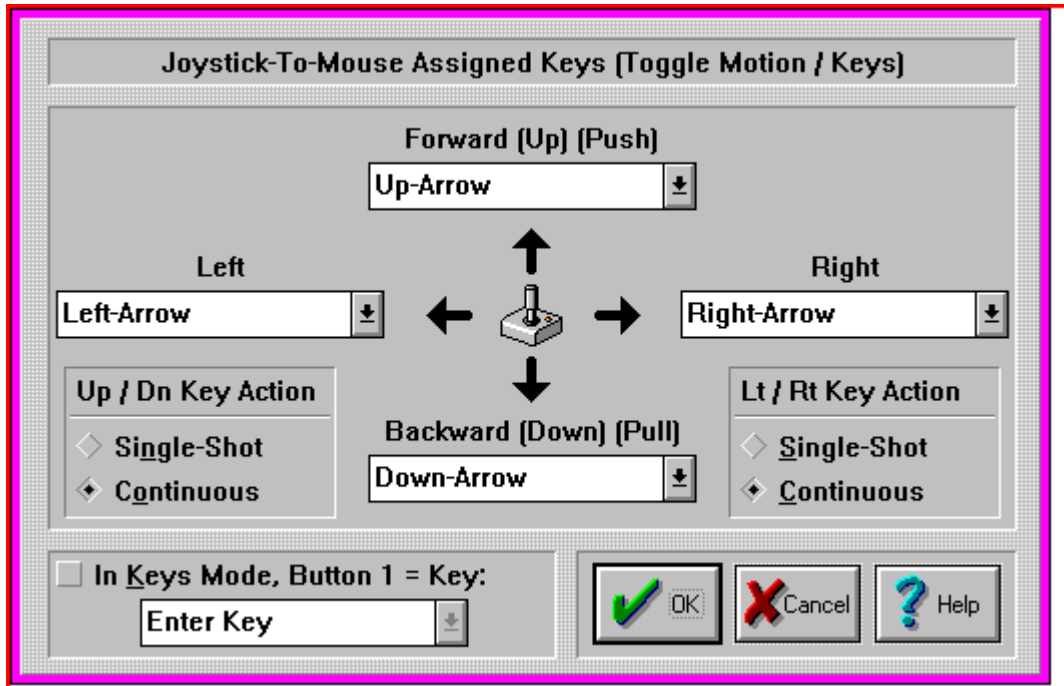 Joystick-To-Mouse Assigned Keys (Toggle Motion / Keys)
Forward (Up) (Push)
Up-Arrow
Left
Left-Arrow
Right
Right-Arrow
Up / Dn Key Action
Single-Shot
Continuous
Backward (Down) (Pull)
Down-Arrow
Lt / Rt Key Action
Single-Shot
Continuous
In Keys Mode, Button 1 = Key:
Enter Key
OK
Cancel
Help